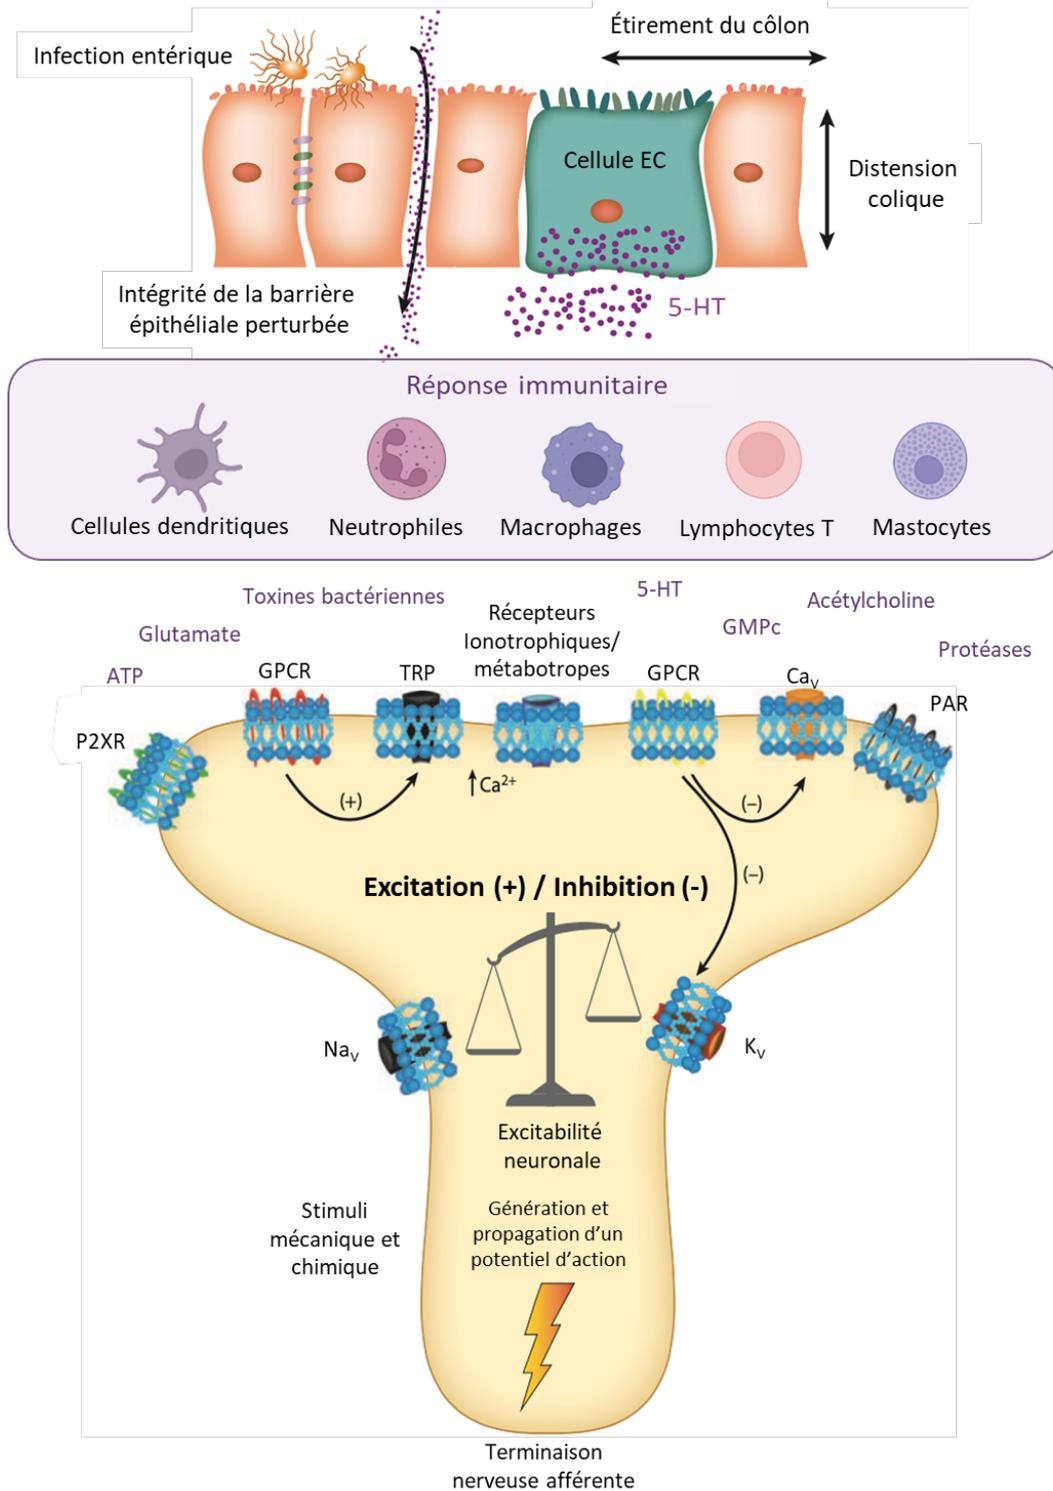 Étirement du côlon
Infection entérique
Cellule EC
Distension
colique
Intégrité de la barrière
épithéliale perturbée
5-HT
Réponse immunitaire
Cellules dendritiques
Neutrophiles
Macrophages
Lymphocytes T
Mastocytes
5-HT
Toxines bactériennes
Acétylcholine
Récepteurs
Ionotrophiques/
métabotropes
Glutamate
GMPc
Protéases
ATP
GPCR
TRP
GPCR
Cav
PAR
P2XR
↑Ca²⁺
(+)
(–)
(–)
Excitation (+) / Inhibition (-)
Nav
Kv
Excitabilité
neuronale
Stimuli
mécanique et
chimique
Génération et
propagation d’un
potentiel d’action
Terminaison
nerveuse afférente